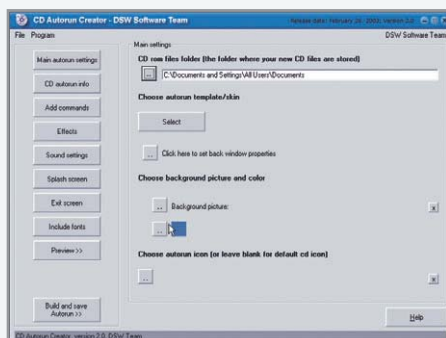 CD Autorun Creator - DSW Software Team
Release date: February 26, 2003, version 2.0
File Program
DSW Software Team
Main autorun settings
CD autorun info
Add commands
Effects
Sound settings
Splash screen
Exit screen
Include fonts
Preview >>
Build and save
Autorun >>
Main settings
CD rom files folder (the folder where your new CD files are stored)
...
C:\Documents and Settings\All Users\Documents
Choose autorun template/skin
Select
... Click here to set back window properties
Choose background picture and color
... Background picture: x
...
Choose autorun icon (or leave blank for default cd icon)
... x
Help
CD Autorun Creator, version 2.0, DSW Team